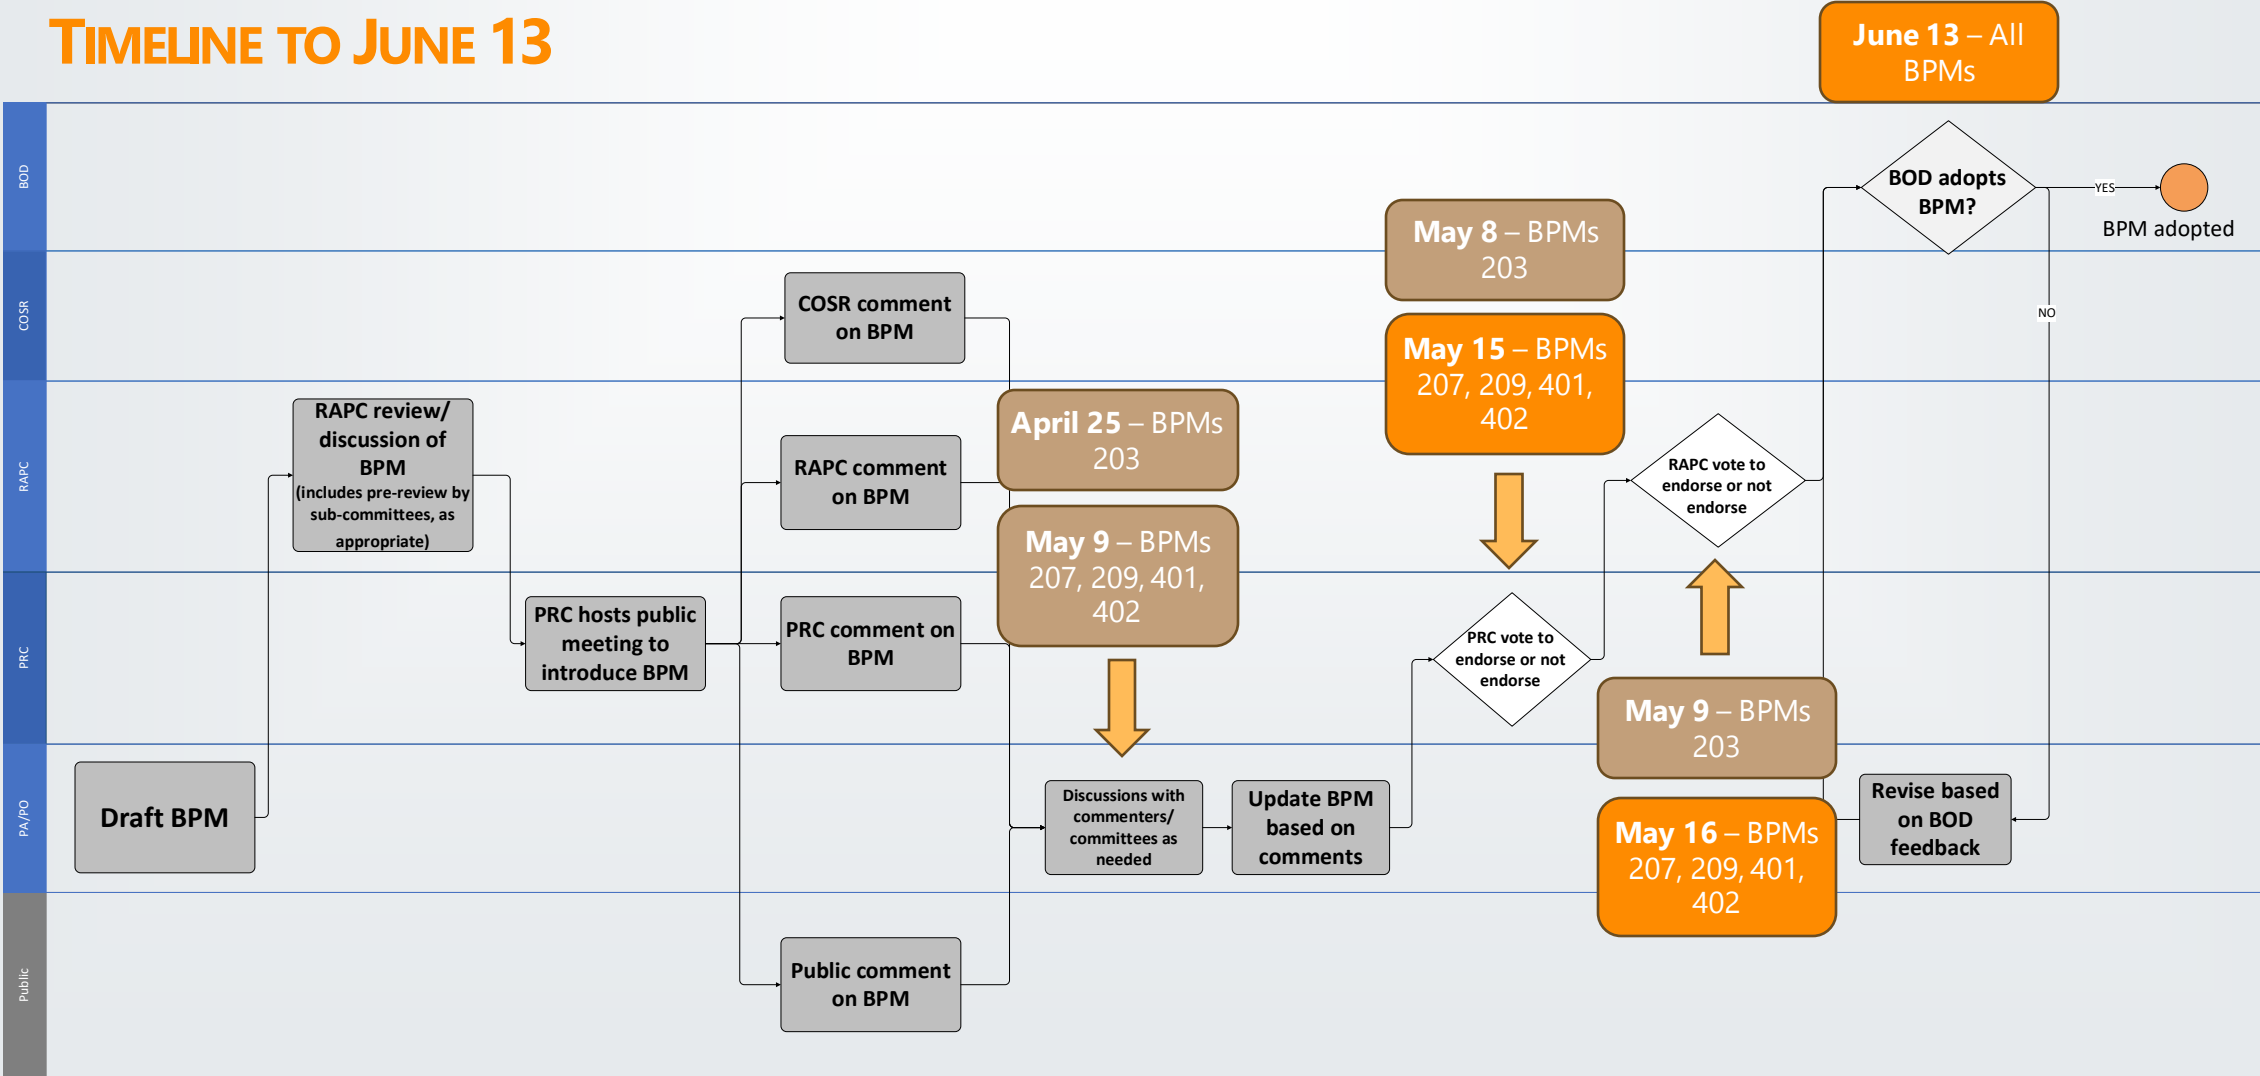 TIMELINE TO JUNE 13
June 13 – All
BPMs
BOD
BOD adopts
BPM?
YES
BPM adopted
NO
May 8 – BPMs
203
COSR
COSR comment
on BPM
May 15 – BPMs
207, 209, 401,
402
RAPC
RAPC review/
discussion of
BPM
(includes pre-review by
sub-committees, as
appropriate)
RAPC comment
on BPM
April 25 – BPMs
203
RAPC vote to
endorse or not
endorse
May 9 – BPMs
207, 209, 401,
402
PRC
PRC hosts public
meeting to
introduce BPM
PRC comment on
BPM
PRC vote to
endorse or not
endorse
May 9 – BPMs
203
PA/PO
Draft BPM
Discussions with
commenters/
committees as
needed
Update BPM
based on
comments
May 16 – BPMs
207, 209, 401,
402
Revise based
on BOD
feedback
Public
Public comment
on BPM